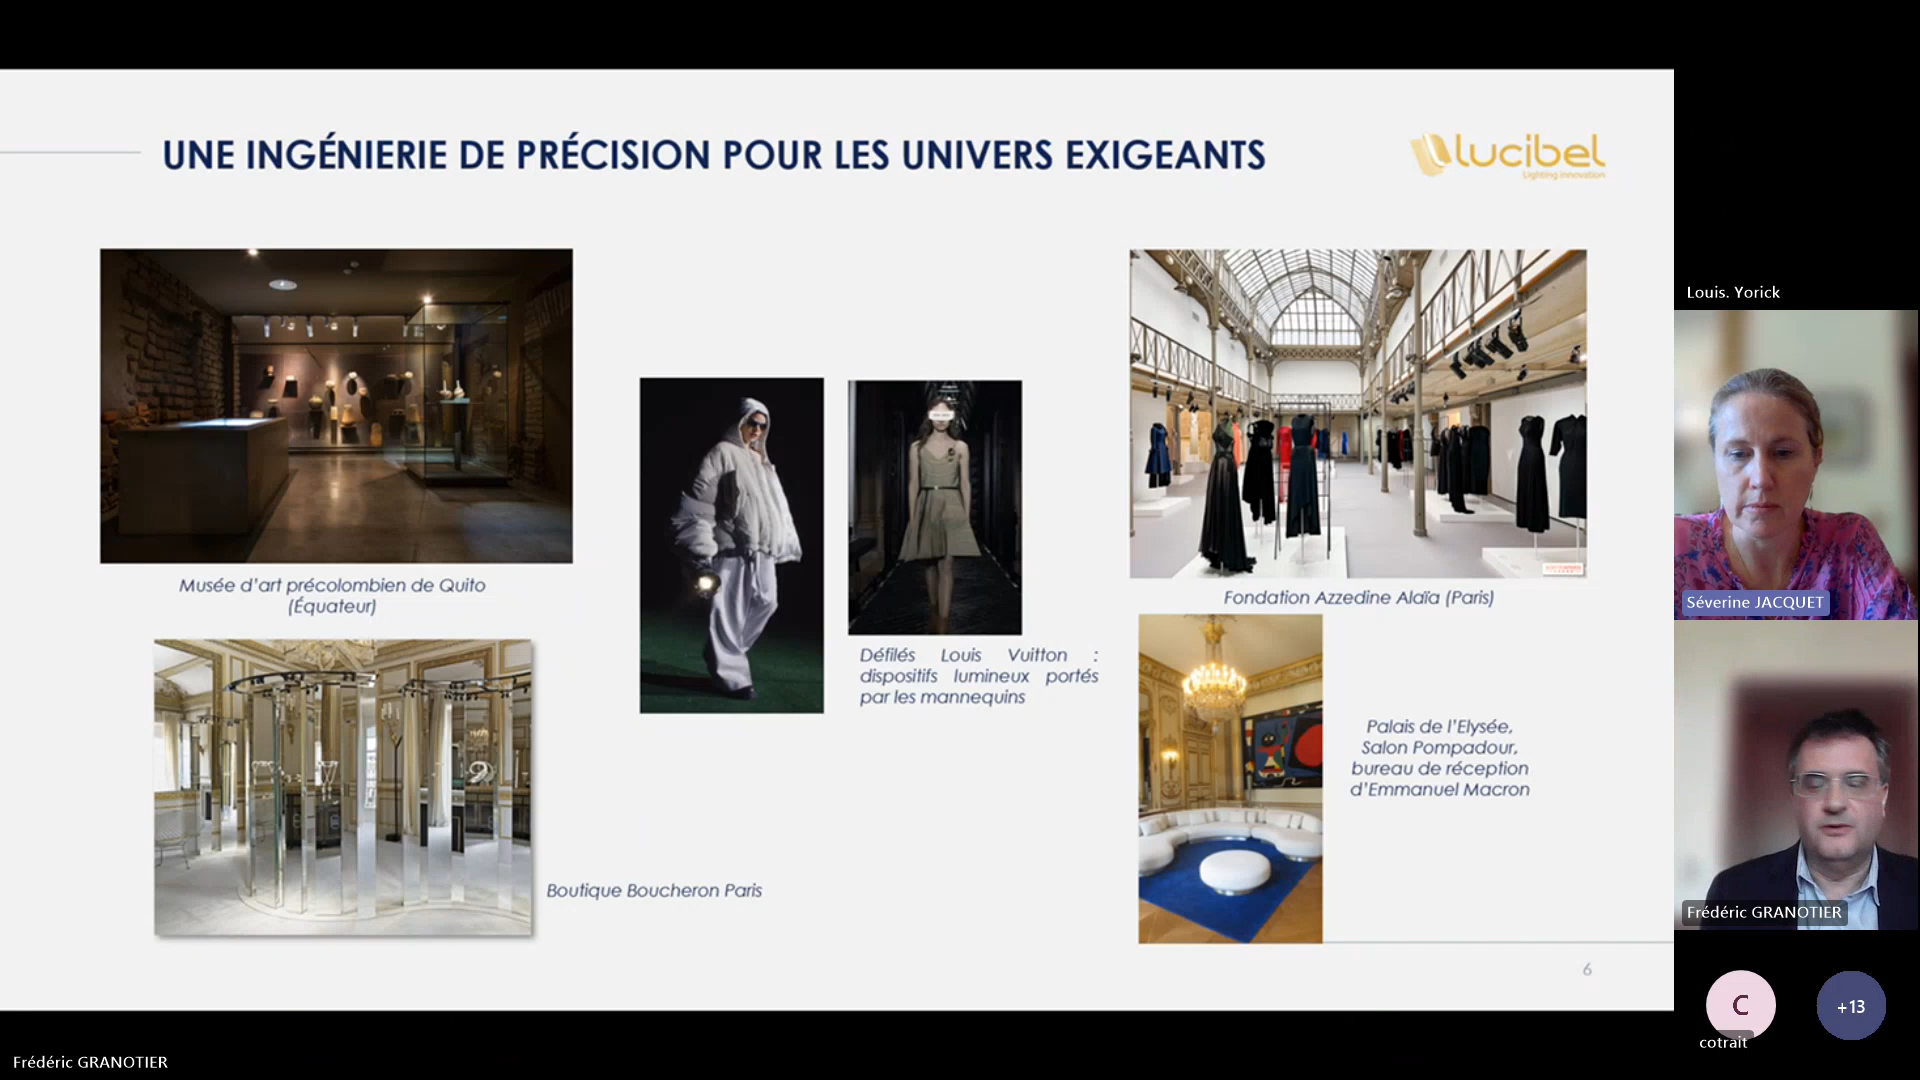 UNE INGÉNIERIE DE PRÉCISION POUR LES UNIVERS EXIGEANTS
lucibel
Lighting innovation
Musée d'art précolombien de Quito
(Équateur)
Défilés Louis Vuitton :
dispositifs lumineux portés
par les mannequins
Fondation Azzedine Alaïa (Paris)
Boutique Boucheron Paris
Palais de l'Elysée,
Salon Pompadour,
bureau de réception
d'Emmanuel Macron
6
Louis. Yorick
Séverine JACQUET
Frédéric GRANOTIER
C
+13
cotrait
Frédéric GRANOTIER